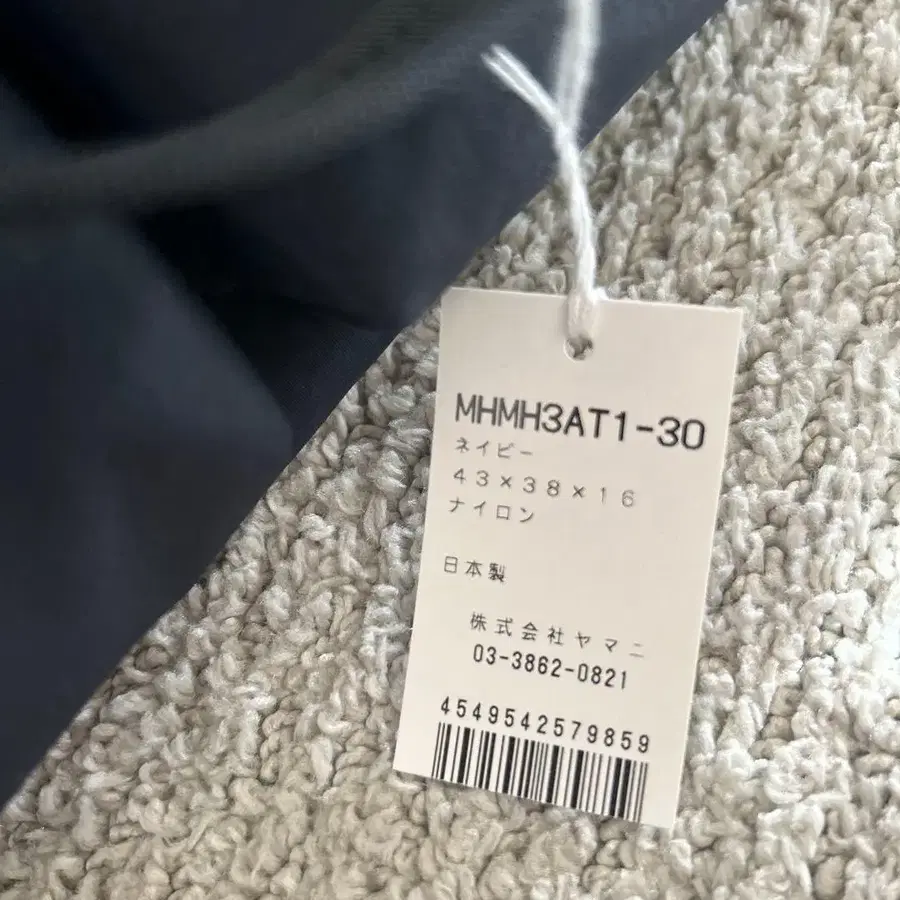 MHMH3AT1-30
ネイビー
43×38×16
ナイロン
日本製
株式会社ヤマニ
03-3862-0821
4549542579859